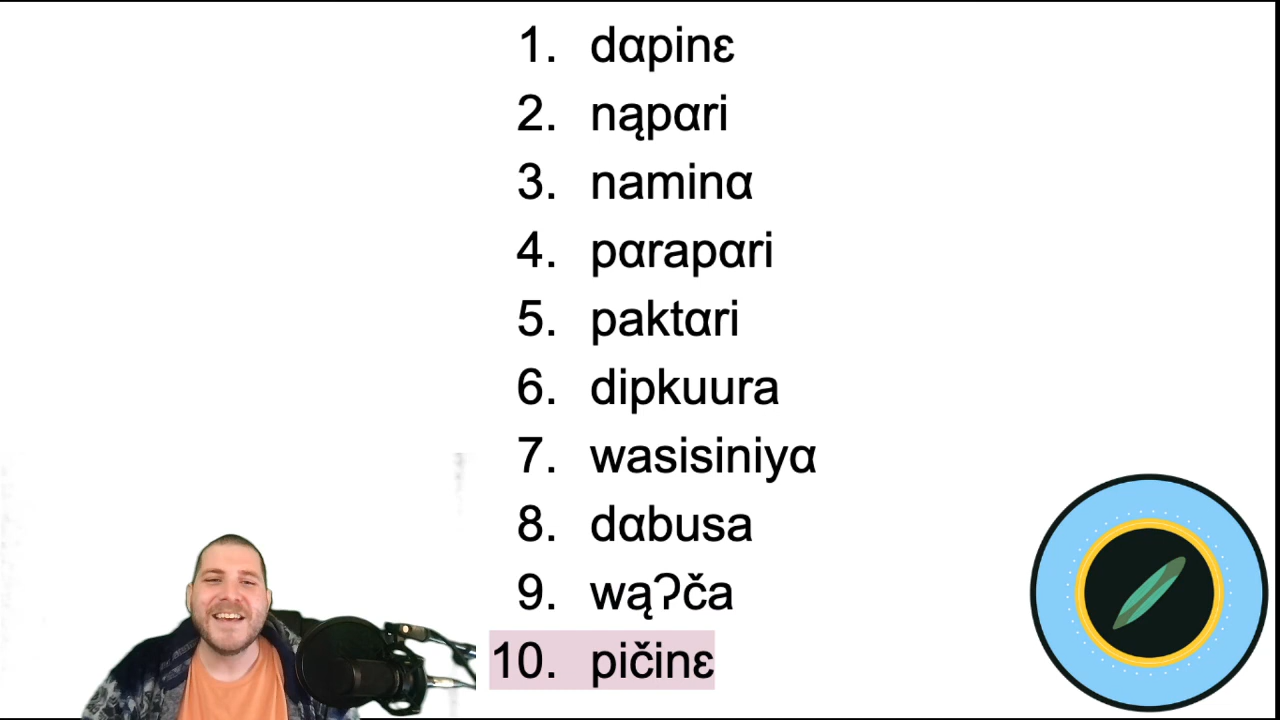 1. dɑpinɛ
2. nąpɑri
3. naminɑ
4. pɑrapɑri
5. paktɑri
6. dipkuura
7. wasisiniyɑ
8. dɑbusa
9. wąɁča
10. pičinɛ